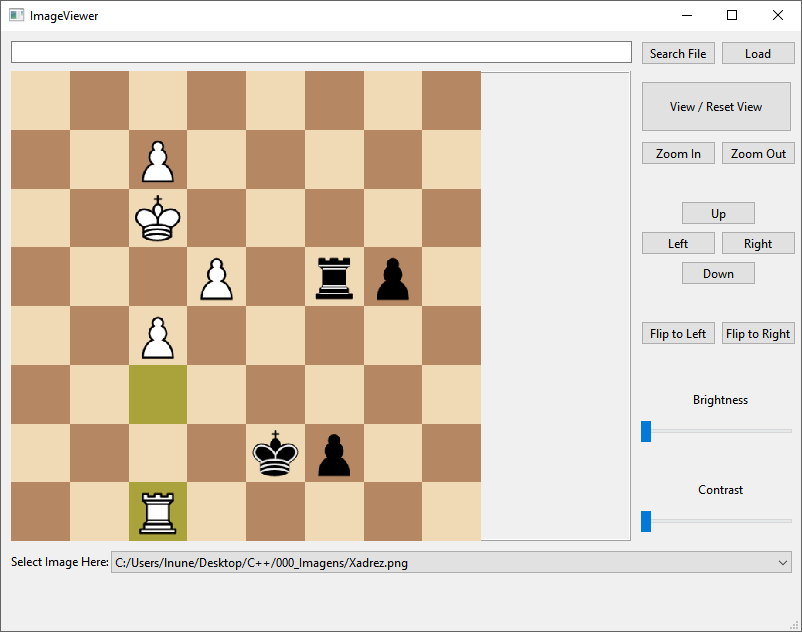 ImageViewer
Search File
Load
View / Reset View
Zoom In
Zoom Out
Up
Left
Right
Down
Flip to Left
Flip to Right
Brightness
Contrast
Select Image Here: C:/Users/Inune/Desktop/C++/000_Imagens/Xadrez.png